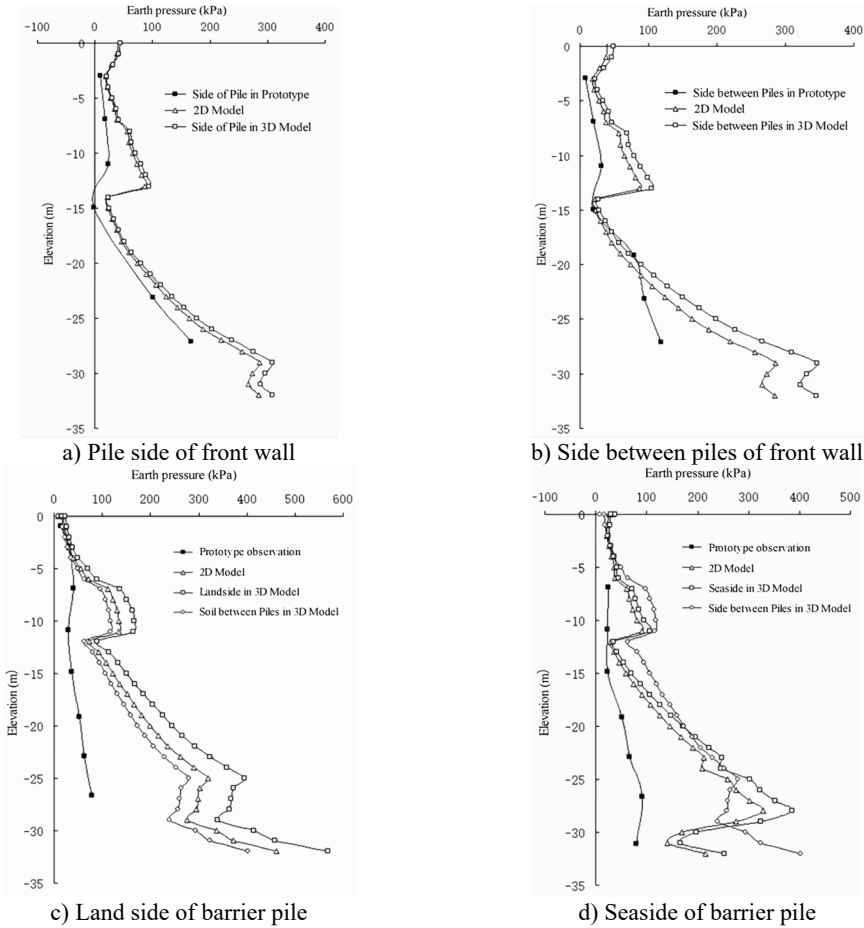 Earth pressure (kPa)
-100 0 100 200 300 400
0
-5
-10
-15
-20
-25
-30
-35
Elevation (m)
Side of Pile in Prototype
2D Model
Side of Pile in 3D Model
a) Pile side of front wall
Earth pressure (kPa)
0 100 200 300 400
0
-5
-10
-15
-20
-25
-30
-35
Elevation (m)
Side between Piles in Prototype
2D Model
Side between Piles in 3D Model
b) Side between piles of front wall
Earth pressure (kPa)
0 100 200 300 400 500 600
0
-5
-10
-15
-20
-25
-30
-35
Elevation (m)
Prototype observation
2D Model
Landside in 3D Model
Soil between Piles in 3D Model
c) Land side of barrier pile
Earth pressure (kPa)
-100 0 100 200 300 400 500
0
-5
-10
-15
-20
-25
-30
-35
Elevation (m)
Prototype observation
2D Model
Seaside in 3D Model
Side between Piles in 3D Model
d) Seaside of barrier pile